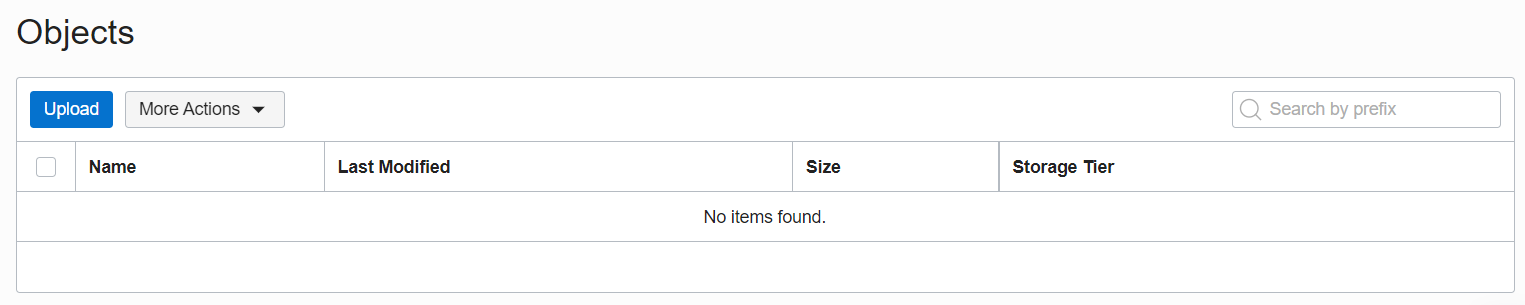 Objects
Upload More Actions Search by prefix
Name Last Modified Size Storage Tier
No items found.